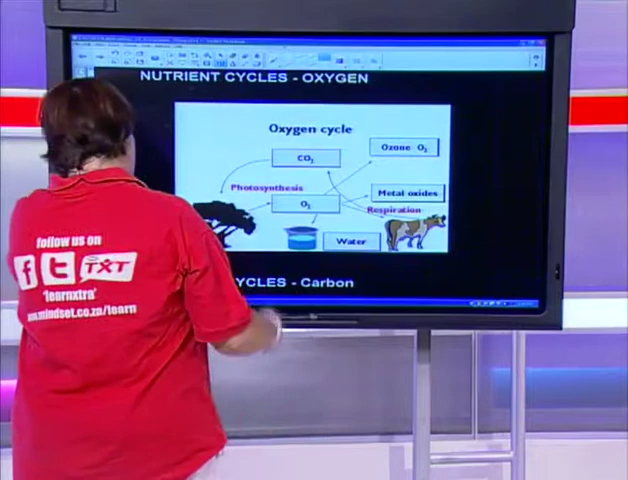 NUTRIENT CYCLES - OXYGEN
Oxygen cycle
CO2
Ozone O3
Photosynthesis
Metal oxides
O2
Respiration
Water
CYCLES - Carbon
follow us on
f t TXT
'learnxtra'
www.mindset.co.za/learn